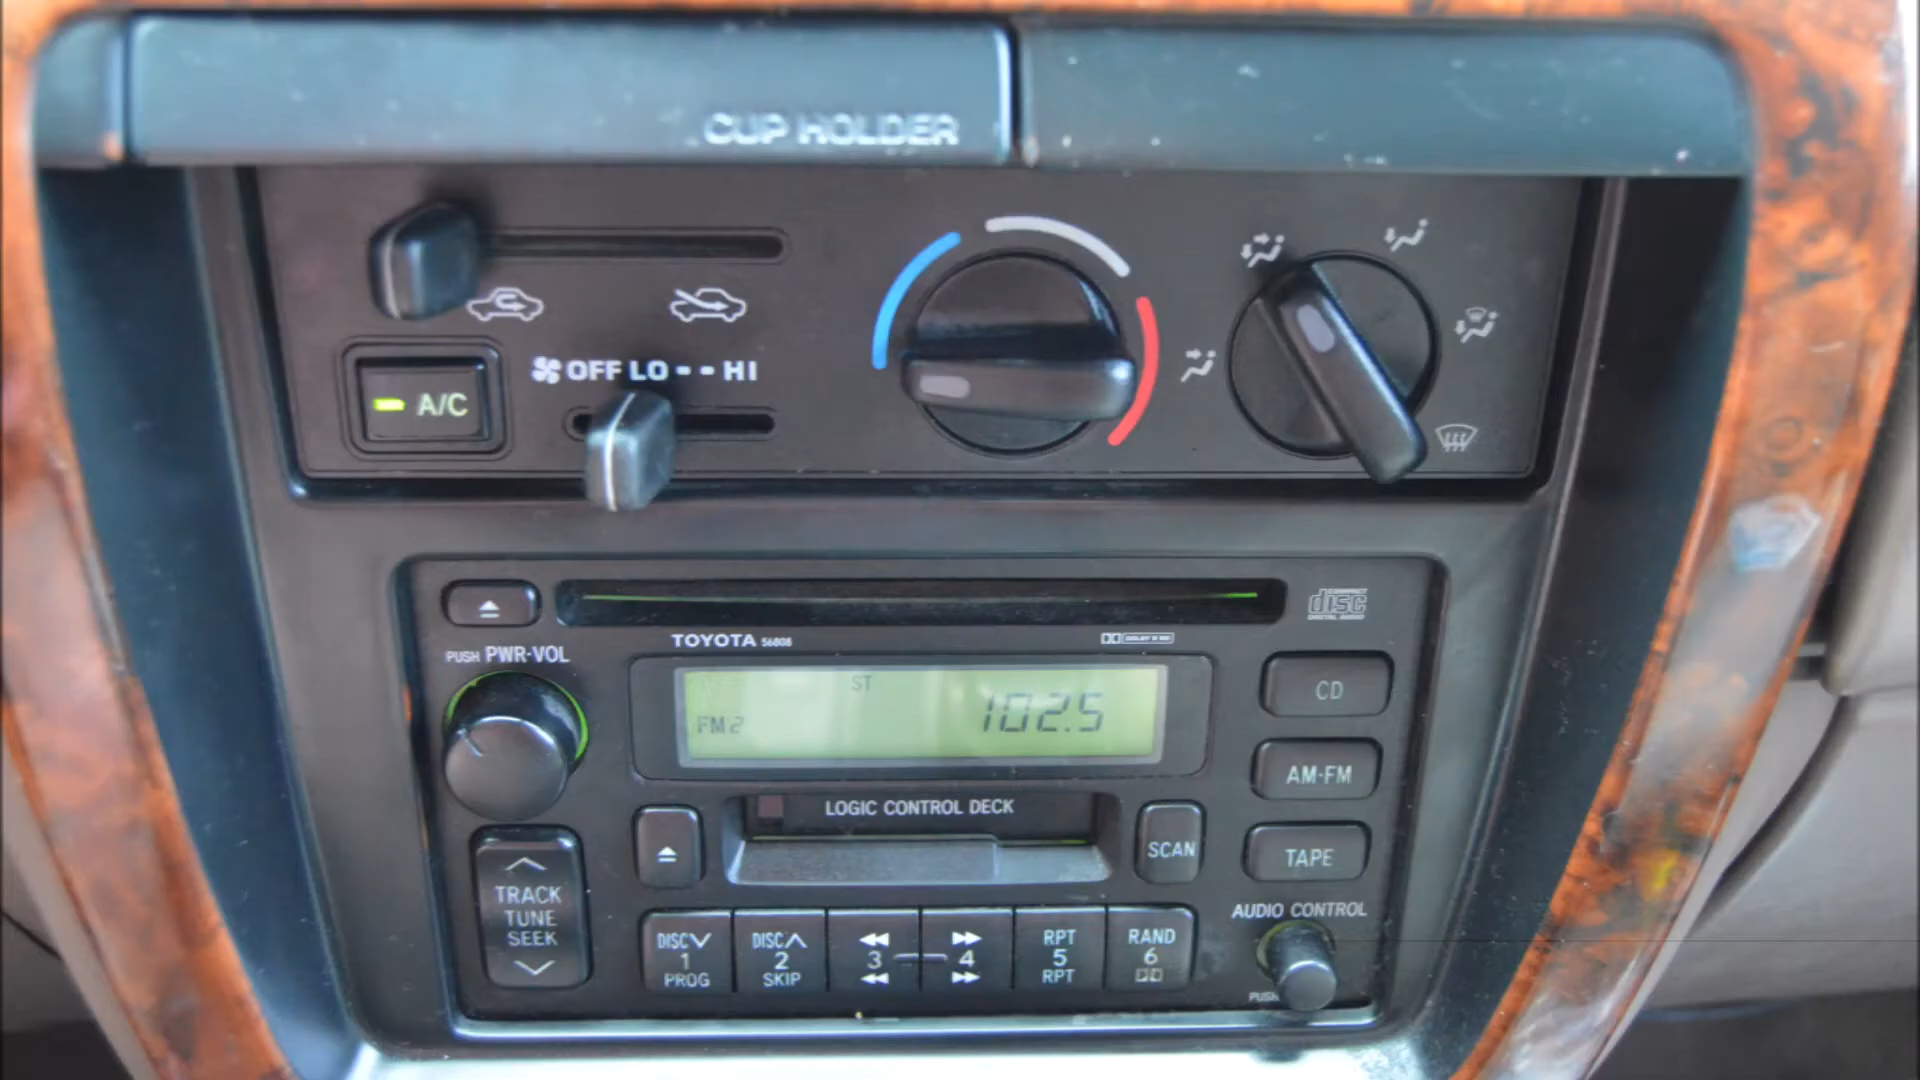 CUP HOLDER
OFF LO - - HI
A/C
disc
TOYOTA 56808
PUSH PWR-VOL
ST
FM2
102.5
CD
AM·FM
LOGIC CONTROL DECK
SCAN
TAPE
TRACK
TUNE
SEEK
AUDIO CONTROL
DISC
1
PROG
DISC
2
SKIP
3
4
RPT
5
RPT
RAND
6
PUSH